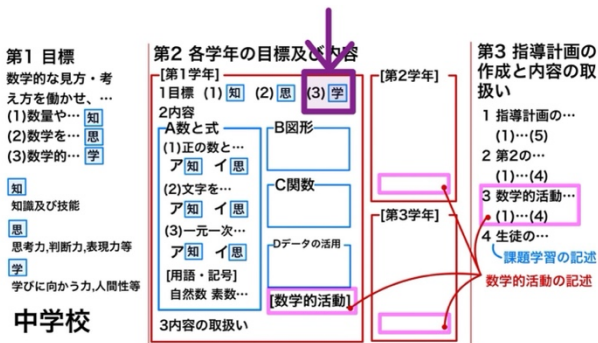 第1 目標
数学的な見方・考
え方を働かせ、…
(1)数量や… 知
(2)数学を… 思
(3)数学的… 学
知
知識及び技能
思
思考力,判断力,表現力等
学
学びに向かう力,人間性等
中学校
第2 各学年の目標及び内容
[第1学年]
1目標 (1) 知 (2) 思 (3) 学
2内容
A数と式
(1)正の数と…
ア知 イ思
(2)文字を…
ア知 イ思
(3)一元一次…
ア知 イ思
[用語・記号]
自然数 素数…
B図形
C関数
Dデータの活用
[数学的活動]
3内容の取扱い
[第2学年]
[第3学年]
第3 指導計画の
作成と内容の取
扱い
1 指導計画の…
(1)…(5)
2 第2の…
(1)…(4)
3 数学的活動…
(1)…(4)
4 生徒の…
課題学習の記述
数学的活動の記述